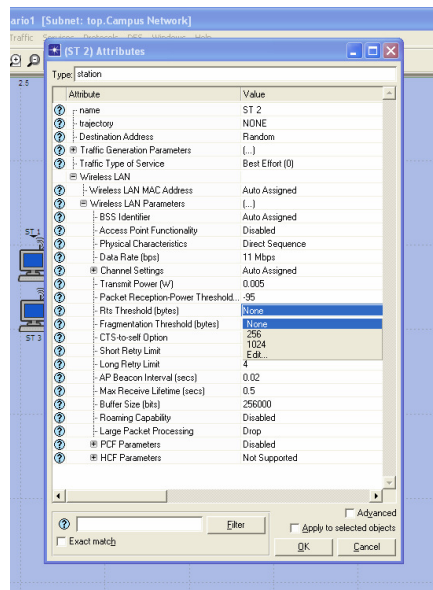 ario1 [Subnet: top.Campus Network]
Traffic Services Protocols DES Windows Help
(ST 2) Attributes
Type: station
2.5
Attribute Value
name ST 2
trajectory NONE
Destination Address Random
Traffic Generation Parameters (...)
Traffic Type of Service Best Effort (0)
Wireless LAN
Wireless LAN MAC Address Auto Assigned
Wireless LAN Parameters (...)
BSS Identifier Auto Assigned
ST 1
Access Point Functionality Disabled
Physical Characteristics Direct Sequence
Data Rate (bps) 11 Mbps
Channel Settings Auto Assigned
Transmit Power (W) 0.005
Packet Reception-Power Threshold... -95
Rts Threshold (bytes) None
Fragmentation Threshold (bytes) None
ST 3
CTS-to-self Option 256
Short Retry Limit 1024
Edit...
Long Retry Limit 4
AP Beacon Interval (secs) 0.02
Max Receive Lifetime (secs) 0.5
Buffer Size (bits) 256000
Roaming Capability Disabled
Large Packet Processing Drop
PCF Parameters Disabled
HCF Parameters Not Supported
Advanced
Filter
Apply to selected objects
Exact match
OK Cancel